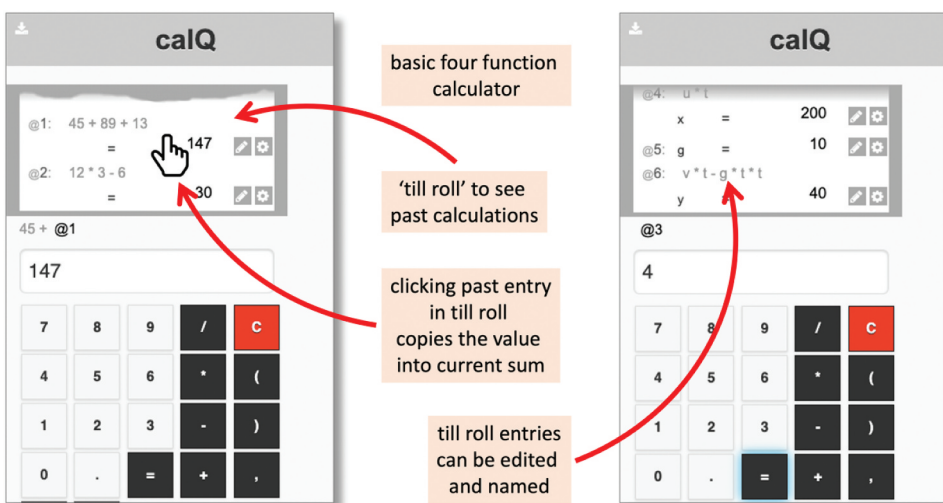 calQ
@1: 45 + 89 + 13
= 147
@2: 12 * 3 - 6
= 30
45 + @1
147
7 8 9 / C
4 5 6 * (
1 2 3 - )
0 . = + ,
basic four function
calculator
‘till roll’ to see
past calculations
clicking past entry
in till roll
copies the value
into current sum
till roll entries
can be edited
and named
calQ
@4: u * t
x = 200
@5: g = 10
@6: v * t - g * t * t
y = 40
@3
4
7 8 9 / C
4 5 6 * (
1 2 3 - )
0 . = + ,